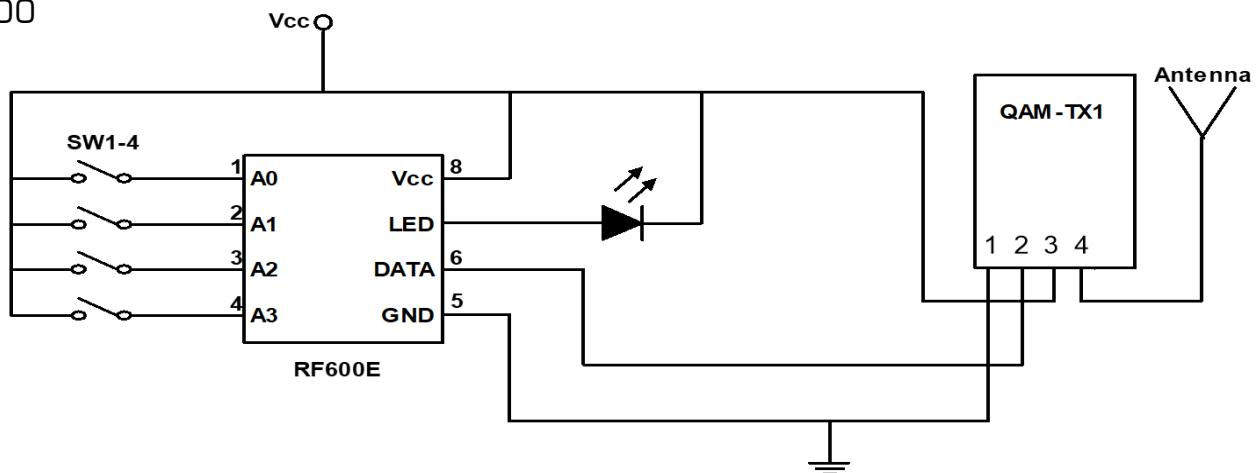 Vcc
Antenna
QAM-TX1
SW1-4
1 A0 Vcc 8
2 A1 LED
3 A2 DATA 6
4 A3 GND 5
1 2 3 4
RF600E